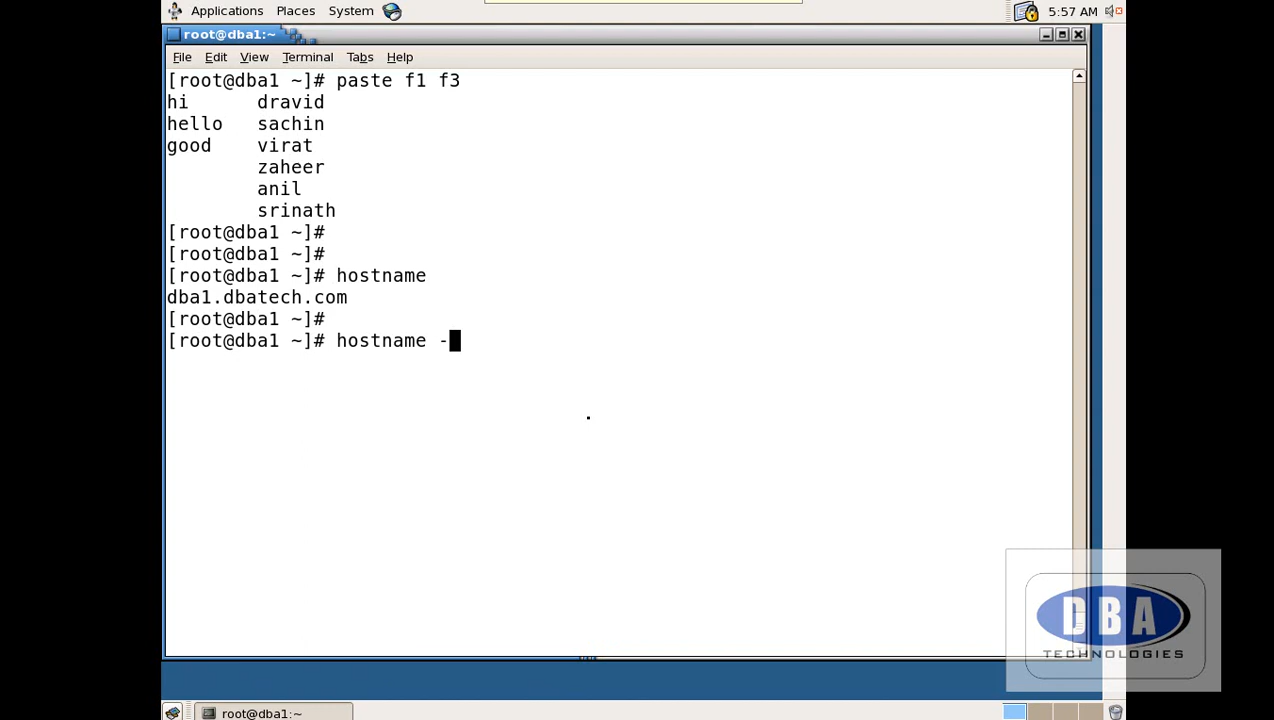 Applications Places System 5:57 AM
root@dba1:~
File Edit View Terminal Tabs Help
[root@dba1 ~]# paste f1 f3
hi dravid
hello sachin
good virat
zaheer
anil
srinath
[root@dba1 ~]#
[root@dba1 ~]#
[root@dba1 ~]# hostname
dba1.dbatech.com
[root@dba1 ~]#
[root@dba1 ~]# hostname -
DBA
TECHNOLOGIES
root@dba1:~